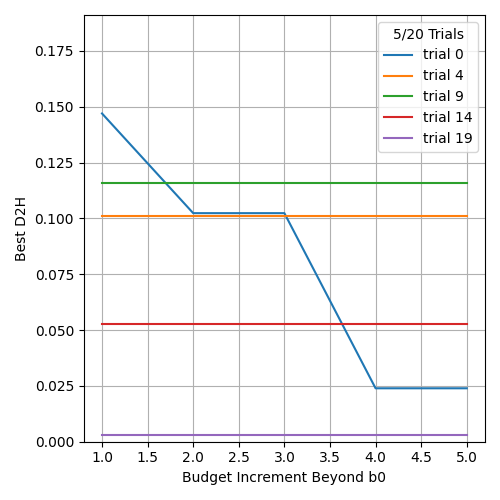 5/20 Trials
trial 0
trial 4
trial 9
trial 14
trial 19
Best D2H
0.175
0.150
0.125
0.100
0.075
0.050
0.025
0.000
1.0 1.5 2.0 2.5 3.0 3.5 4.0 4.5 5.0
Budget Increment Beyond b0